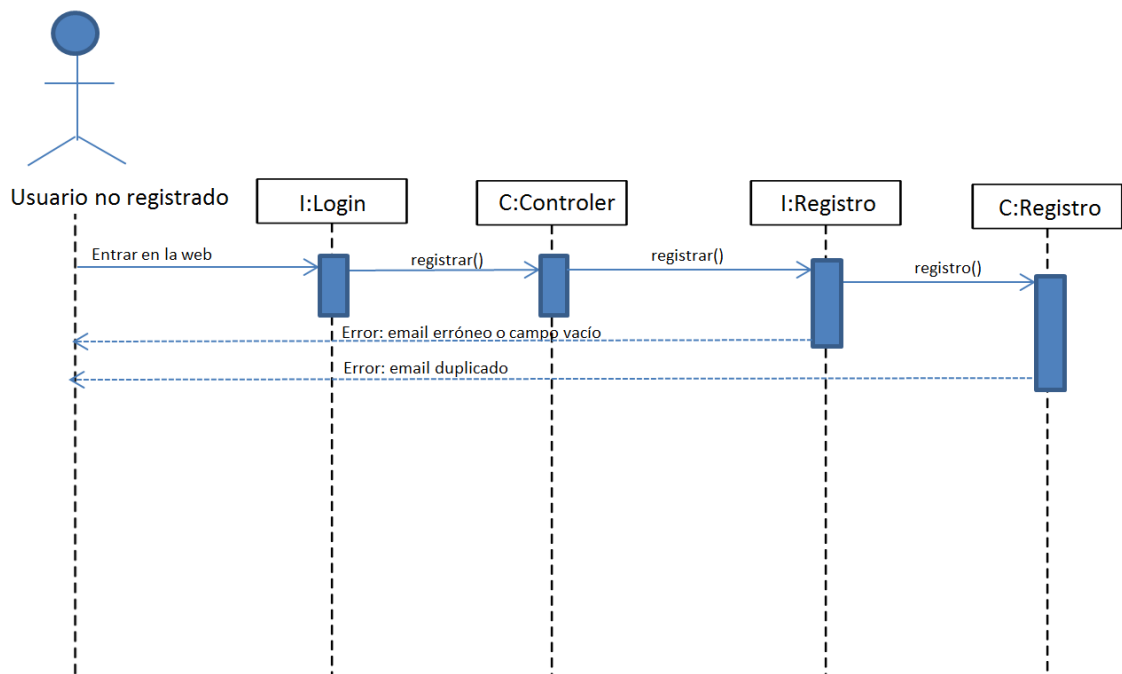 Usuario no registrado
I:Login
C:Controler
I:Registro
C:Registro
Entrar en la web
registrar()
registrar()
registro()
Error: email erróneo o campo vacío
Error: email duplicado